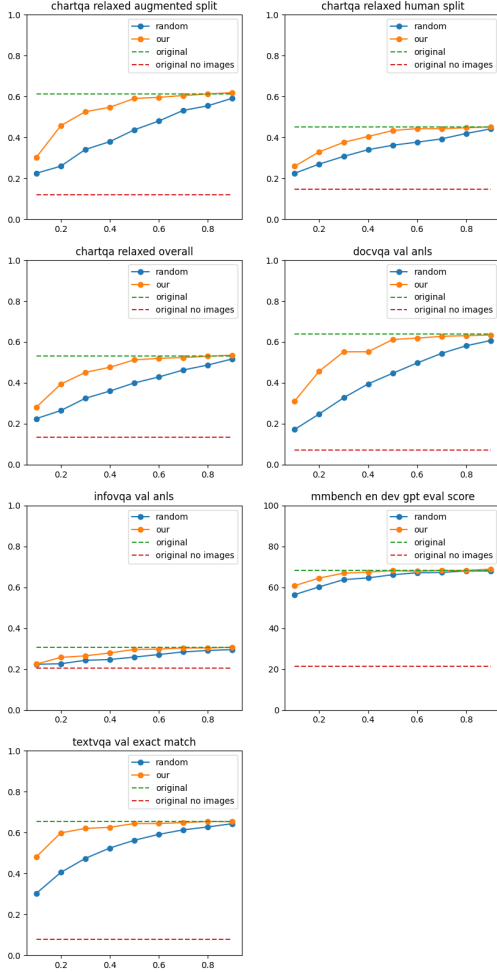 chartqa relaxed augmented split
1.0
0.8
0.6
0.4
0.2
0.0
0.2 0.4 0.6 0.8
random
our
original
original no images
chartqa relaxed human split
1.0
0.8
0.6
0.4
0.2
0.0
0.2 0.4 0.6 0.8
random
our
original
original no images
chartqa relaxed overall
1.0
0.8
0.6
0.4
0.2
0.0
0.2 0.4 0.6 0.8
random
our
original
original no images
docvqa val anls
1.0
0.8
0.6
0.4
0.2
0.0
0.2 0.4 0.6 0.8
random
our
original
original no images
infovqa val anls
1.0
0.8
0.6
0.4
0.2
0.0
0.2 0.4 0.6 0.8
random
our
original
original no images
mmbench en dev gpt eval score
100
80
60
40
20
0
0.2 0.4 0.6 0.8
random
our
original
original no images
textvqa val exact match
1.0
0.8
0.6
0.4
0.2
0.0
0.2 0.4 0.6 0.8
random
our
original
original no images